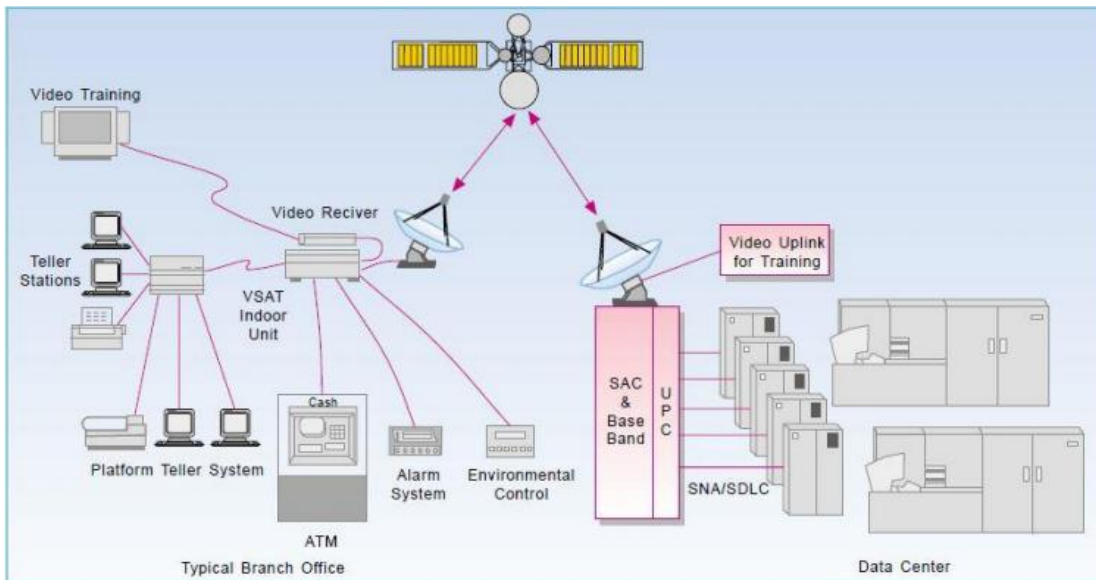 Video Training
Video Reciver
Teller
Stations
VSAT
Indoor
Unit
Video Uplink
for Training
SAC
&
Base
Band
U
P
C
Cash
Platform Teller System
Alarm
System
Environmental
Control
SNA/SDLC
ATM
Typical Branch Office
Data Center